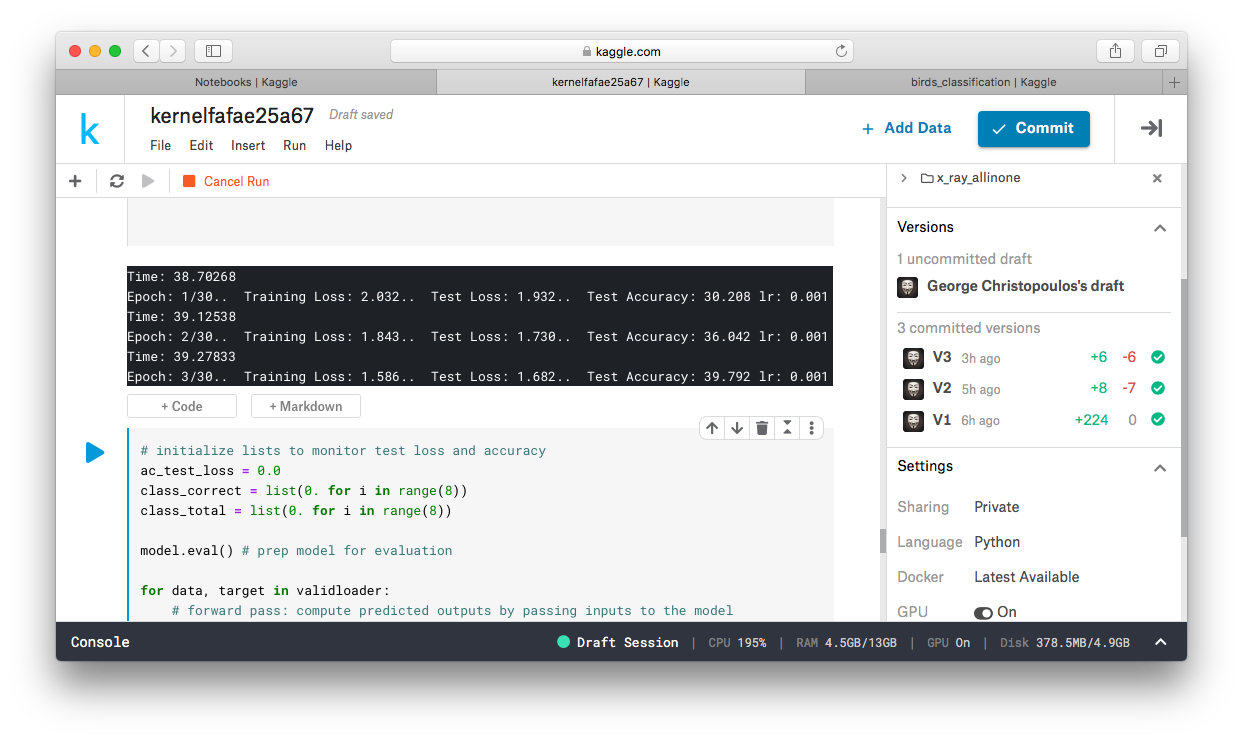 kaggle.com
Notebooks | Kaggle
kernelfafae25a67 | Kaggle
birds_classification | Kaggle
k
kernelfafae25a67 Draft saved
File Edit Insert Run Help
+ Add Data
Commit
Cancel Run
Time: 38.70268
Epoch: 1/30.. Training Loss: 2.032.. Test Loss: 1.932.. Test Accuracy: 30.208 lr: 0.001
Time: 39.12538
Epoch: 2/30.. Training Loss: 1.843.. Test Loss: 1.730.. Test Accuracy: 36.042 lr: 0.001
Time: 39.27833
Epoch: 3/30.. Training Loss: 1.586.. Test Loss: 1.682.. Test Accuracy: 39.792 lr: 0.001
+ Code
+ Markdown
# initialize lists to monitor test loss and accuracy
ac_test_loss = 0.0
class_correct = list(0. for i in range(8))
class_total = list(0. for i in range(8))
model.eval() # prep model for evaluation
for data, target in validloader:
# forward pass: compute predicted outputs by passing inputs to the model
x_ray_allinone
Versions
1 uncommitted draft
George Christopoulos's draft
3 committed versions
V3 3h ago +6 -6
V2 5h ago +8 -7
V1 6h ago +224 0
Settings
Sharing Private
Language Python
Docker Latest Available
GPU On
Console
Draft Session | CPU 195% | RAM 4.5GB/13GB | GPU On | Disk 378.5MB/4.9GB